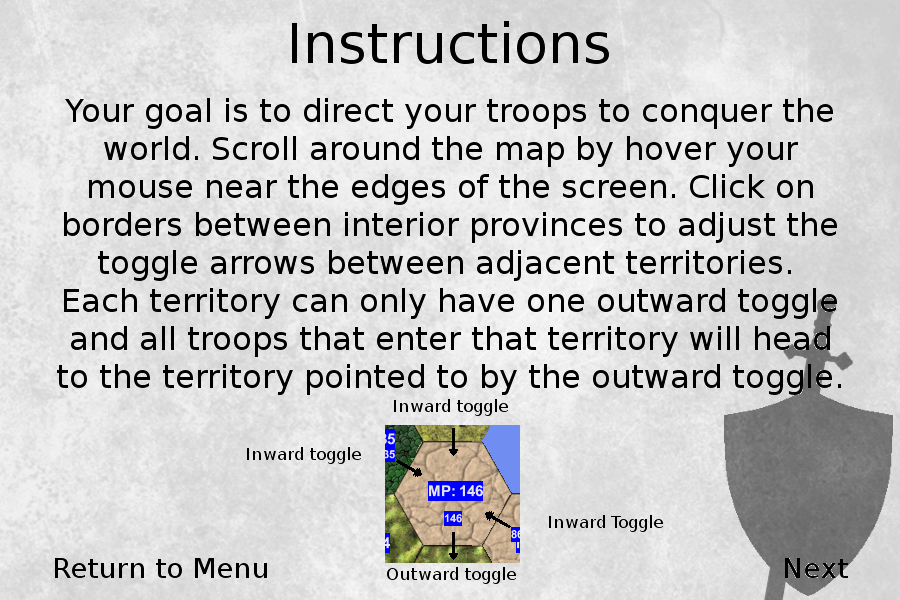 Instructions
Your goal is to direct your troops to conquer the
world. Scroll around the map by hover your
mouse near the edges of the screen. Click on
borders between interior provinces to adjust the
toggle arrows between adjacent territories.
Each territory can only have one outward toggle
and all troops that enter that territory will head
to the territory pointed to by the outward toggle.
Inward toggle
Inward toggle
MP: 146
146
Inward Toggle
Outward toggle
Return to Menu
Next